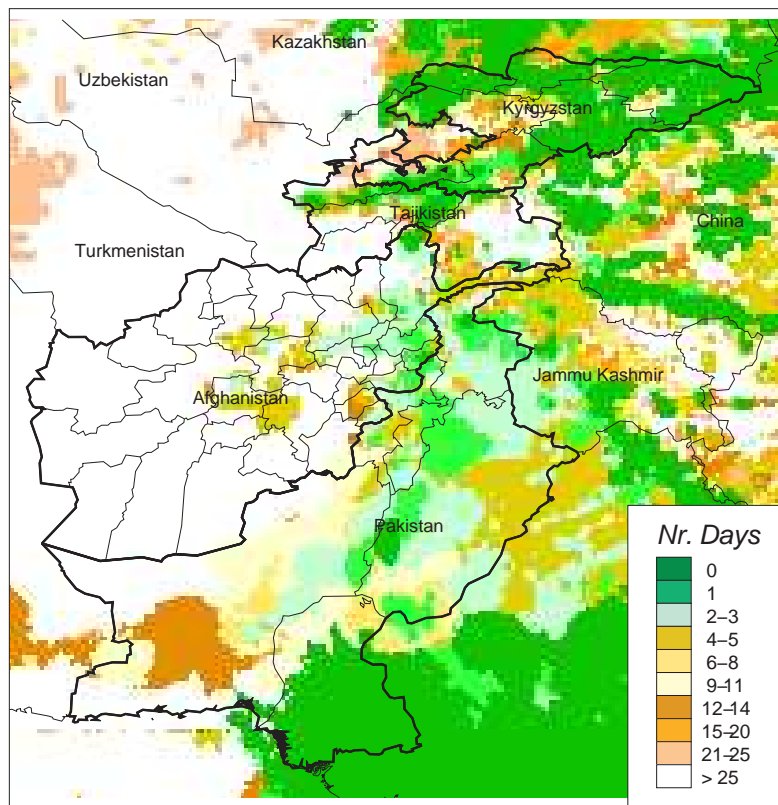 Kazakhstan
Uzbekistan
Kyrgyzstan
Tajikistan
China
Turkmenistan
Jammu Kashmir
Afghanistan
Pakistan
Nr. Days
0
1
2–3
4–5
6–8
9–11
12–14
15–20
21–25
> 25